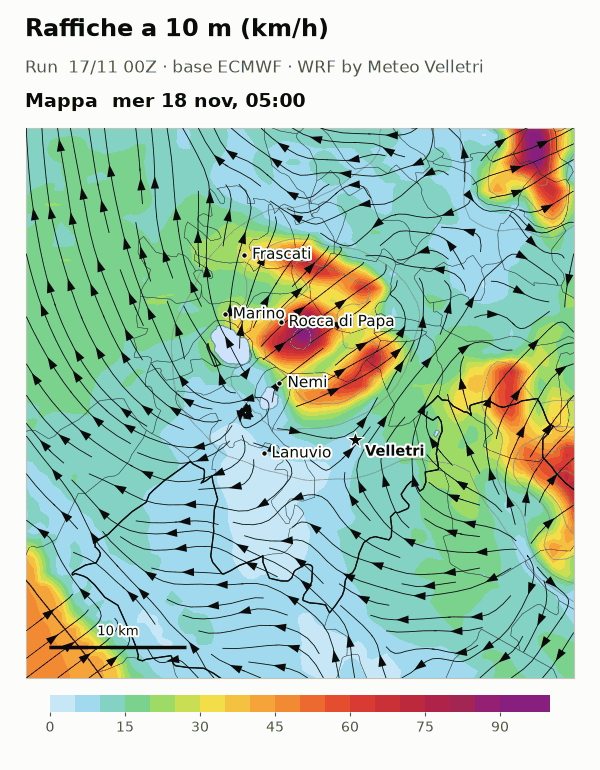 Raffiche a 10 m (km/h)
Run  17/11 00Z · base ECMWF · WRF by Meteo Velletri
Mappa  mer 18 nov, 05:00
Frascati
Marino
Rocca di Papa
Nemi
Velletri
Lanuvio
10 km
0 15 30 45 60 75 90